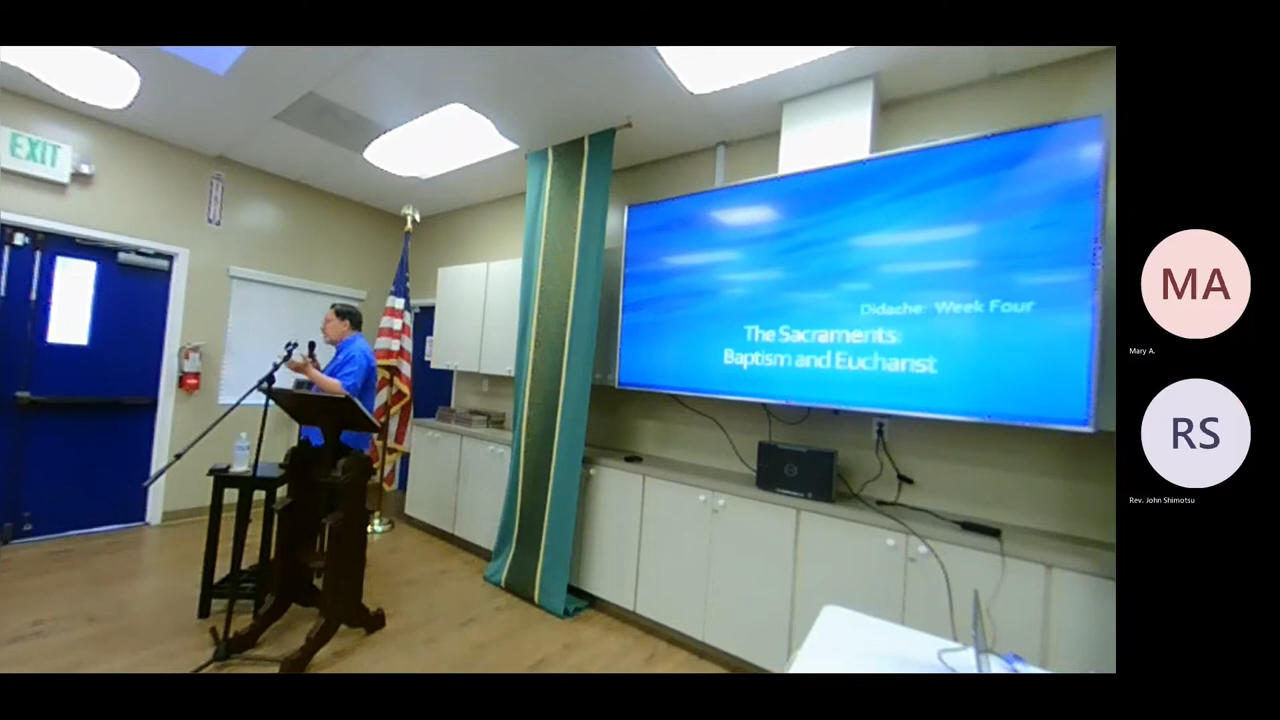 EXIT
Didache: Week Four
The Sacraments:
Baptism and Eucharist
MA
Mary A.
RS
Rev. John Shimotsu